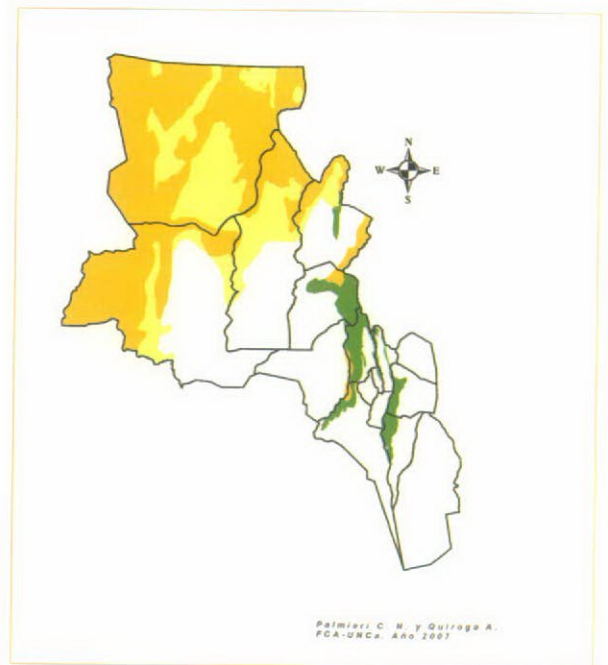 N
W E
S
Palmieri C. N. y Quiroga A.
FCA-UNCa. Año 2007